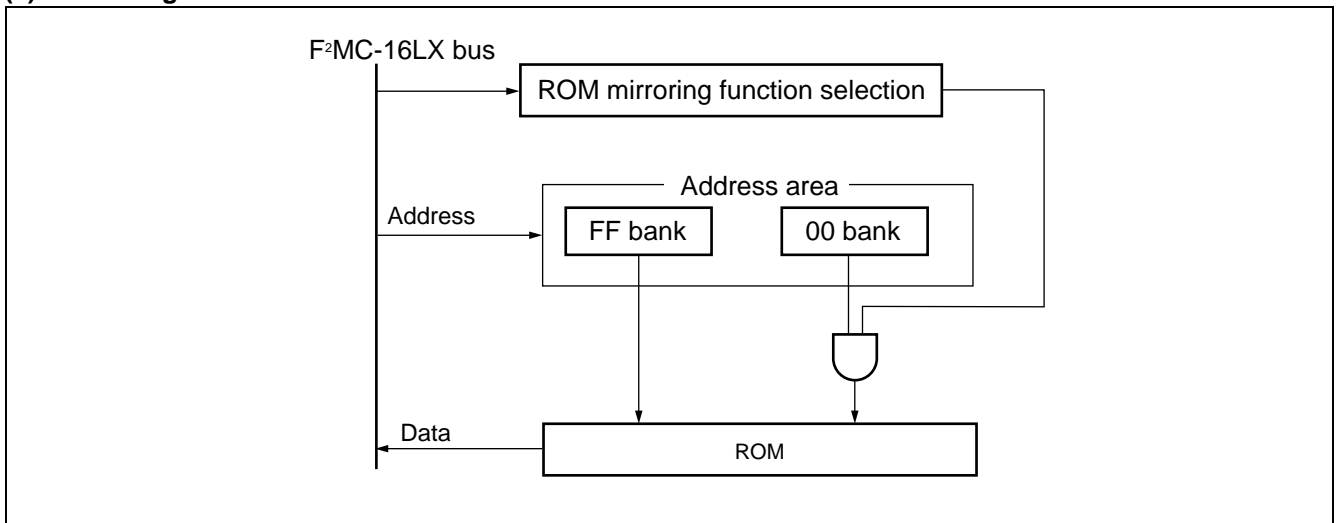 F²MC-16LX bus
ROM mirroring function selection
Address area
Address
FF bank
00 bank
Data
ROM